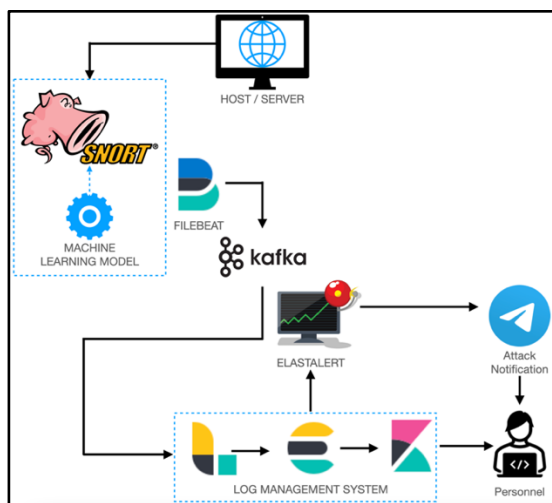 HOST / SERVER
SNORT®
MACHINE
LEARNING MODEL
FILEBEAT
kafka
ELASTALERT
Attack
Notification
</>
Personnel
LOG MANAGEMENT SYSTEM